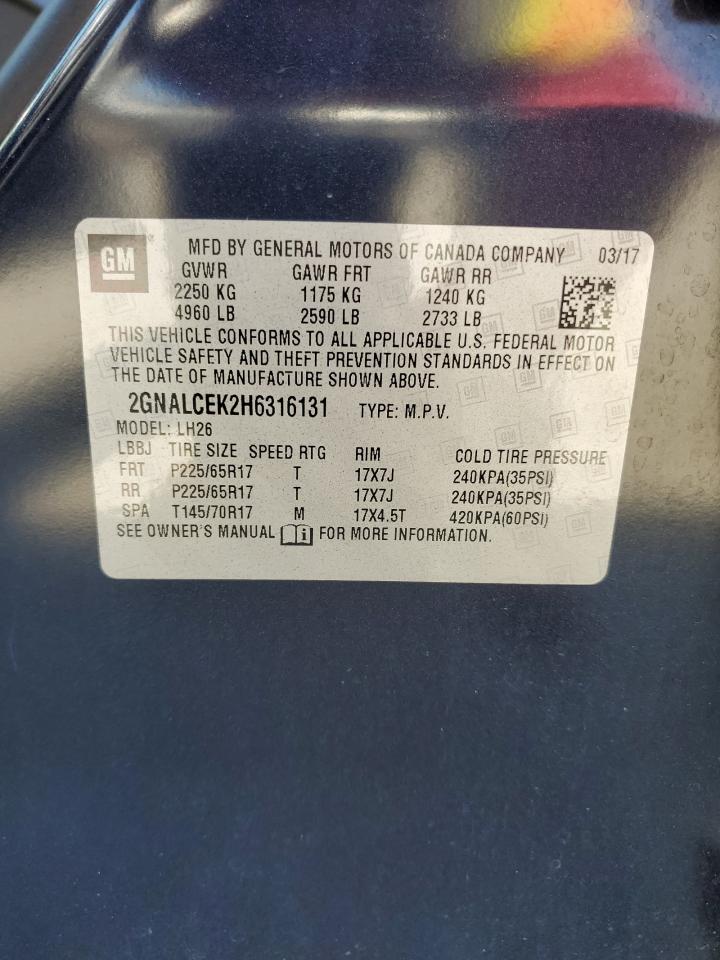 GM MFD BY GENERAL MOTORS OF CANADA COMPANY 03/17
GVWR GAWR FRT GAWR RR
2250 KG 1175 KG 1240 KG
4960 LB 2590 LB 2733 LB
THIS VEHICLE CONFORMS TO ALL APPLICABLE U.S. FEDERAL MOTOR
VEHICLE SAFETY AND THEFT PREVENTION STANDARDS IN EFFECT ON
THE DATE OF MANUFACTURE SHOWN ABOVE.
2GNALCEK2H6316131 TYPE: M.P.V.
MODEL: LH26
LBBJ TIRE SIZE SPEED RTG RIM COLD TIRE PRESSURE
FRT P225/65R17 T 17X7J 240KPA(35PSI)
RR P225/65R17 T 17X7J 240KPA(35PSI)
SPA T145/70R17 M 17X4.5T 420KPA(60PSI)
SEE OWNER'S MANUAL i FOR MORE INFORMATION.